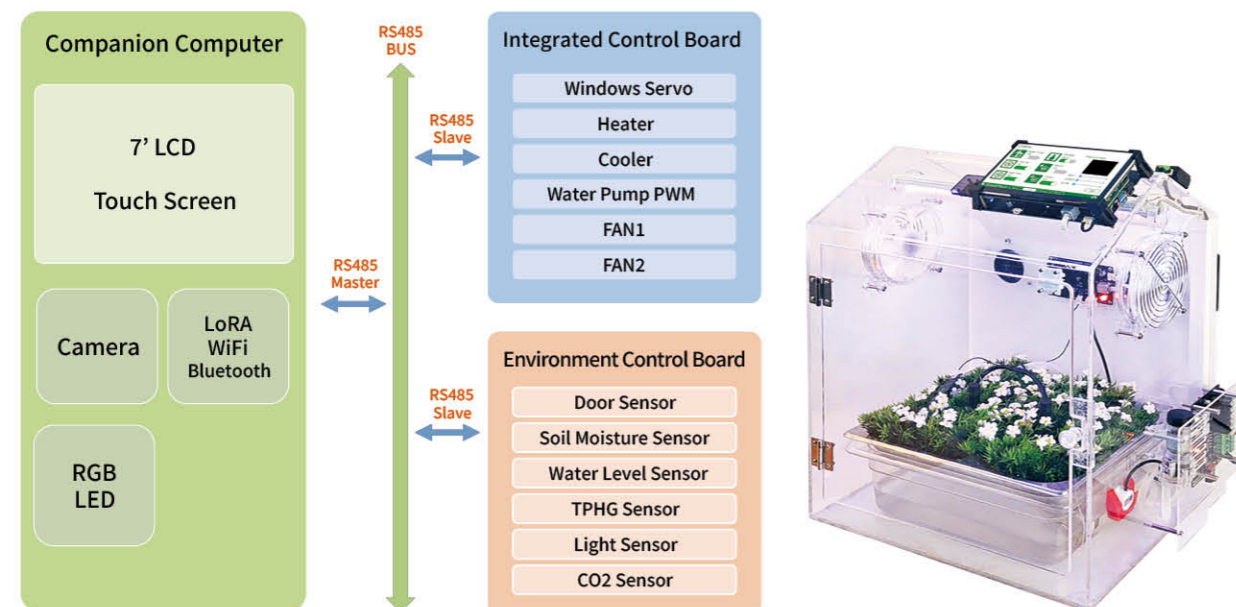 Companion Computer
7’ LCD
Touch Screen
Camera
LoRA
WiFi
Bluetooth
RGB
LED
RS485
BUS
RS485
Master
RS485
Slave
RS485
Slave
Integrated Control Board
Windows Servo
Heater
Cooler
Water Pump PWM
FAN1
FAN2
Environment Control Board
Door Sensor
Soil Moisture Sensor
Water Level Sensor
TPHG Sensor
Light Sensor
CO2 Sensor